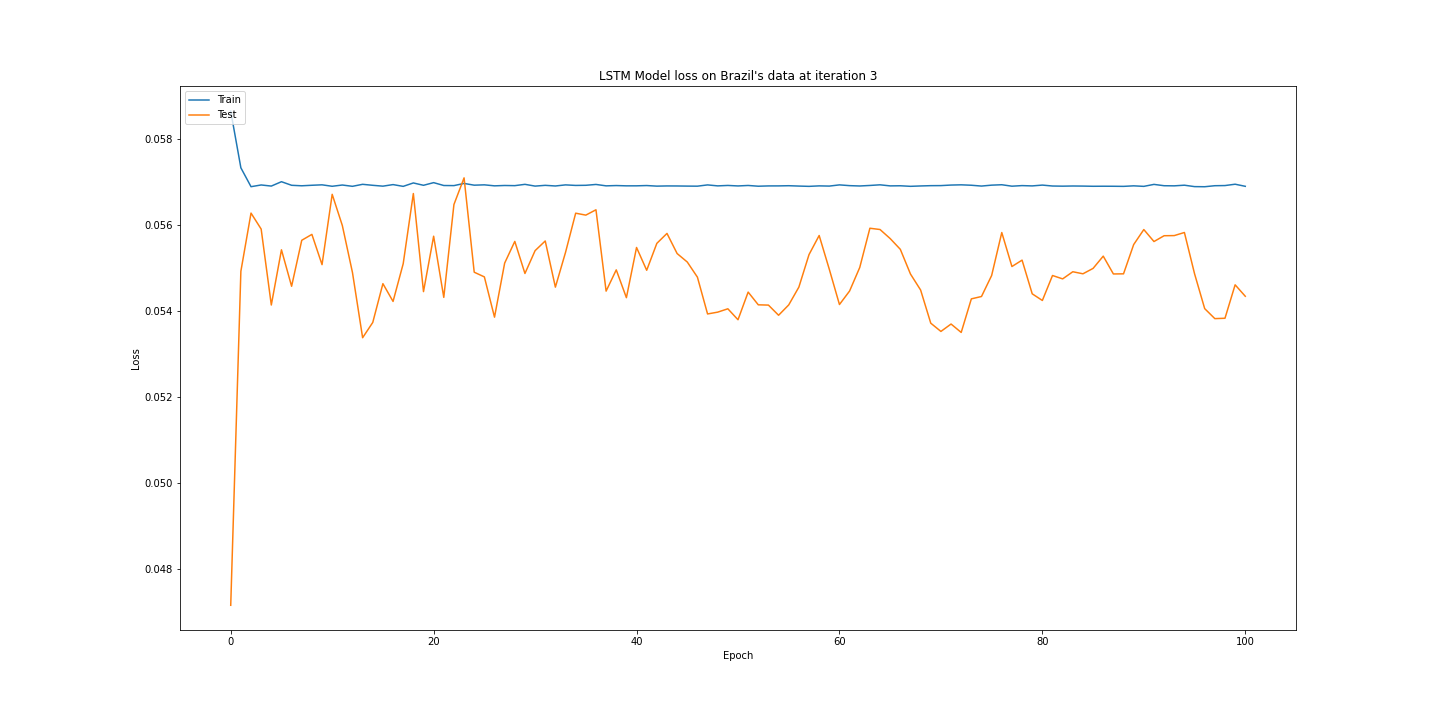 LSTM Model loss on Brazil's data at iteration 3
Train
Test
0.058
0.056
0.054
0.052
0.050
0.048
Loss
0 20 40 60 80 100
Epoch